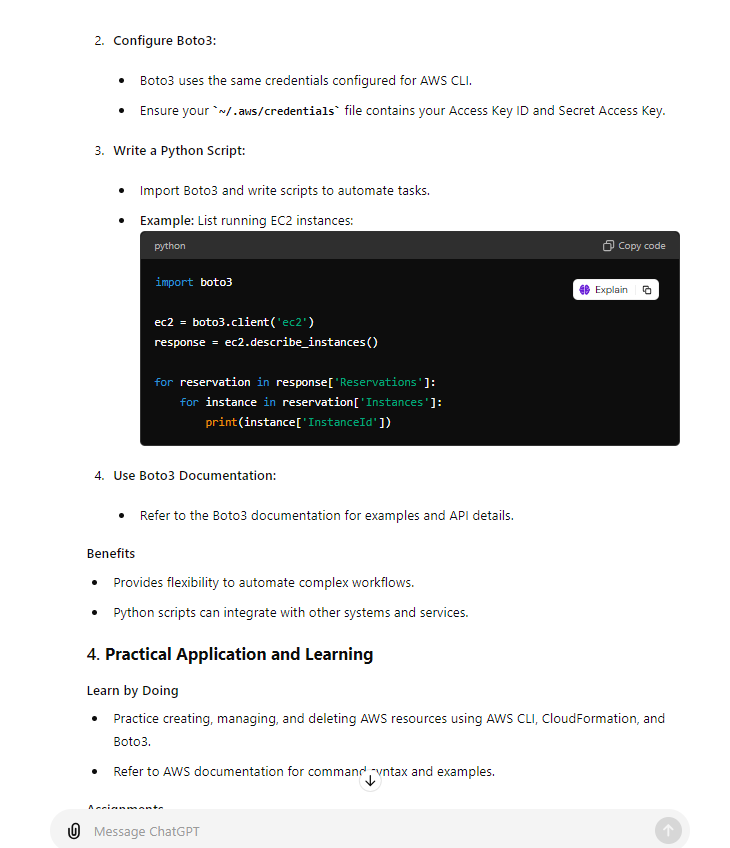 2. Configure Boto3:
• Boto3 uses the same credentials configured for AWS CLI.
• Ensure your `~/.aws/credentials` file contains your Access Key ID and Secret Access Key.
3. Write a Python Script:
• Import Boto3 and write scripts to automate tasks.
• Example: List running EC2 instances:
python Copy code
import boto3
Explain
ec2 = boto3.client('ec2')
response = ec2.describe_instances()
for reservation in response['Reservations']:
    for instance in reservation['Instances']:
        print(instance['InstanceId'])
4. Use Boto3 Documentation:
• Refer to the Boto3 documentation for examples and API details.
Benefits
• Provides flexibility to automate complex workflows.
• Python scripts can integrate with other systems and services.
4. Practical Application and Learning
Learn by Doing
• Practice creating, managing, and deleting AWS resources using AWS CLI, CloudFormation, and
Boto3.
• Refer to AWS documentation for command syntax and examples.
Assignments
Message ChatGPT